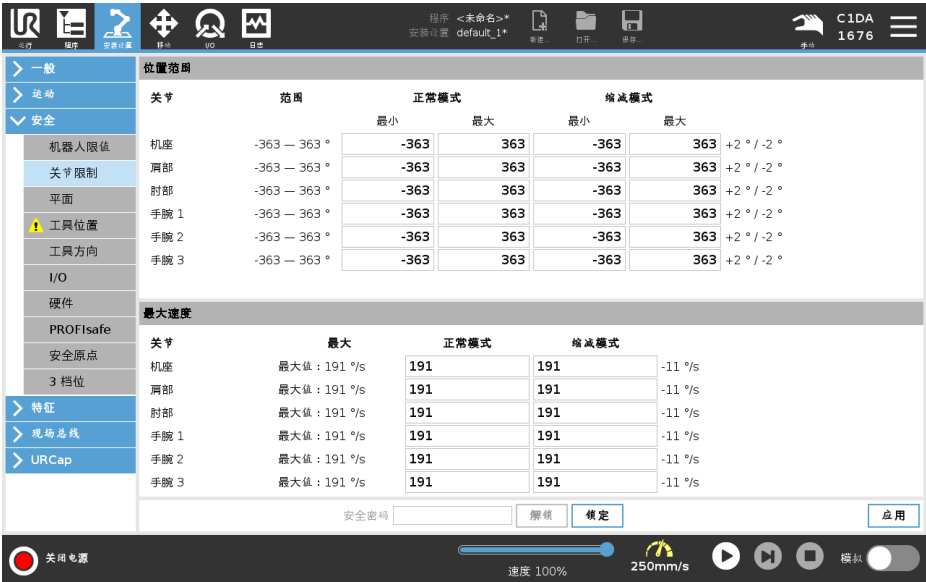 UR
运行
程序
安装设置
移动
I/O
日志
程序 <未命名>*
安装设置 default_1*
新建...
打开...
保存...
手动
C1DA
1676
一般
运动
安全
机器人限值
关节限制
平面
工具位置
工具方向
I/O
硬件
PROFIsafe
安全原点
3 档位
特征
现场总线
URCap
位置范围
关节 范围 正常模式 缩减模式
最小 最大 最小 最大
机座 -363 — 363 ° -363 363 -363 363 +2 ° / -2 °
肩部 -363 — 363 ° -363 363 -363 363 +2 ° / -2 °
肘部 -363 — 363 ° -363 363 -363 363 +2 ° / -2 °
手腕 1 -363 — 363 ° -363 363 -363 363 +2 ° / -2 °
手腕 2 -363 — 363 ° -363 363 -363 363 +2 ° / -2 °
手腕 3 -363 — 363 ° -363 363 -363 363 +2 ° / -2 °
最大速度
关节 最大 正常模式 缩减模式
机座 最大值：191 °/s 191 191 -11 °/s
肩部 最大值：191 °/s 191 191 -11 °/s
肘部 最大值：191 °/s 191 191 -11 °/s
手腕 1 最大值：191 °/s 191 191 -11 °/s
手腕 2 最大值：191 °/s 191 191 -11 °/s
手腕 3 最大值：191 °/s 191 191 -11 °/s
安全密码 解锁 锁定 应用
关闭电源
速度 100%
250mm/s
模拟